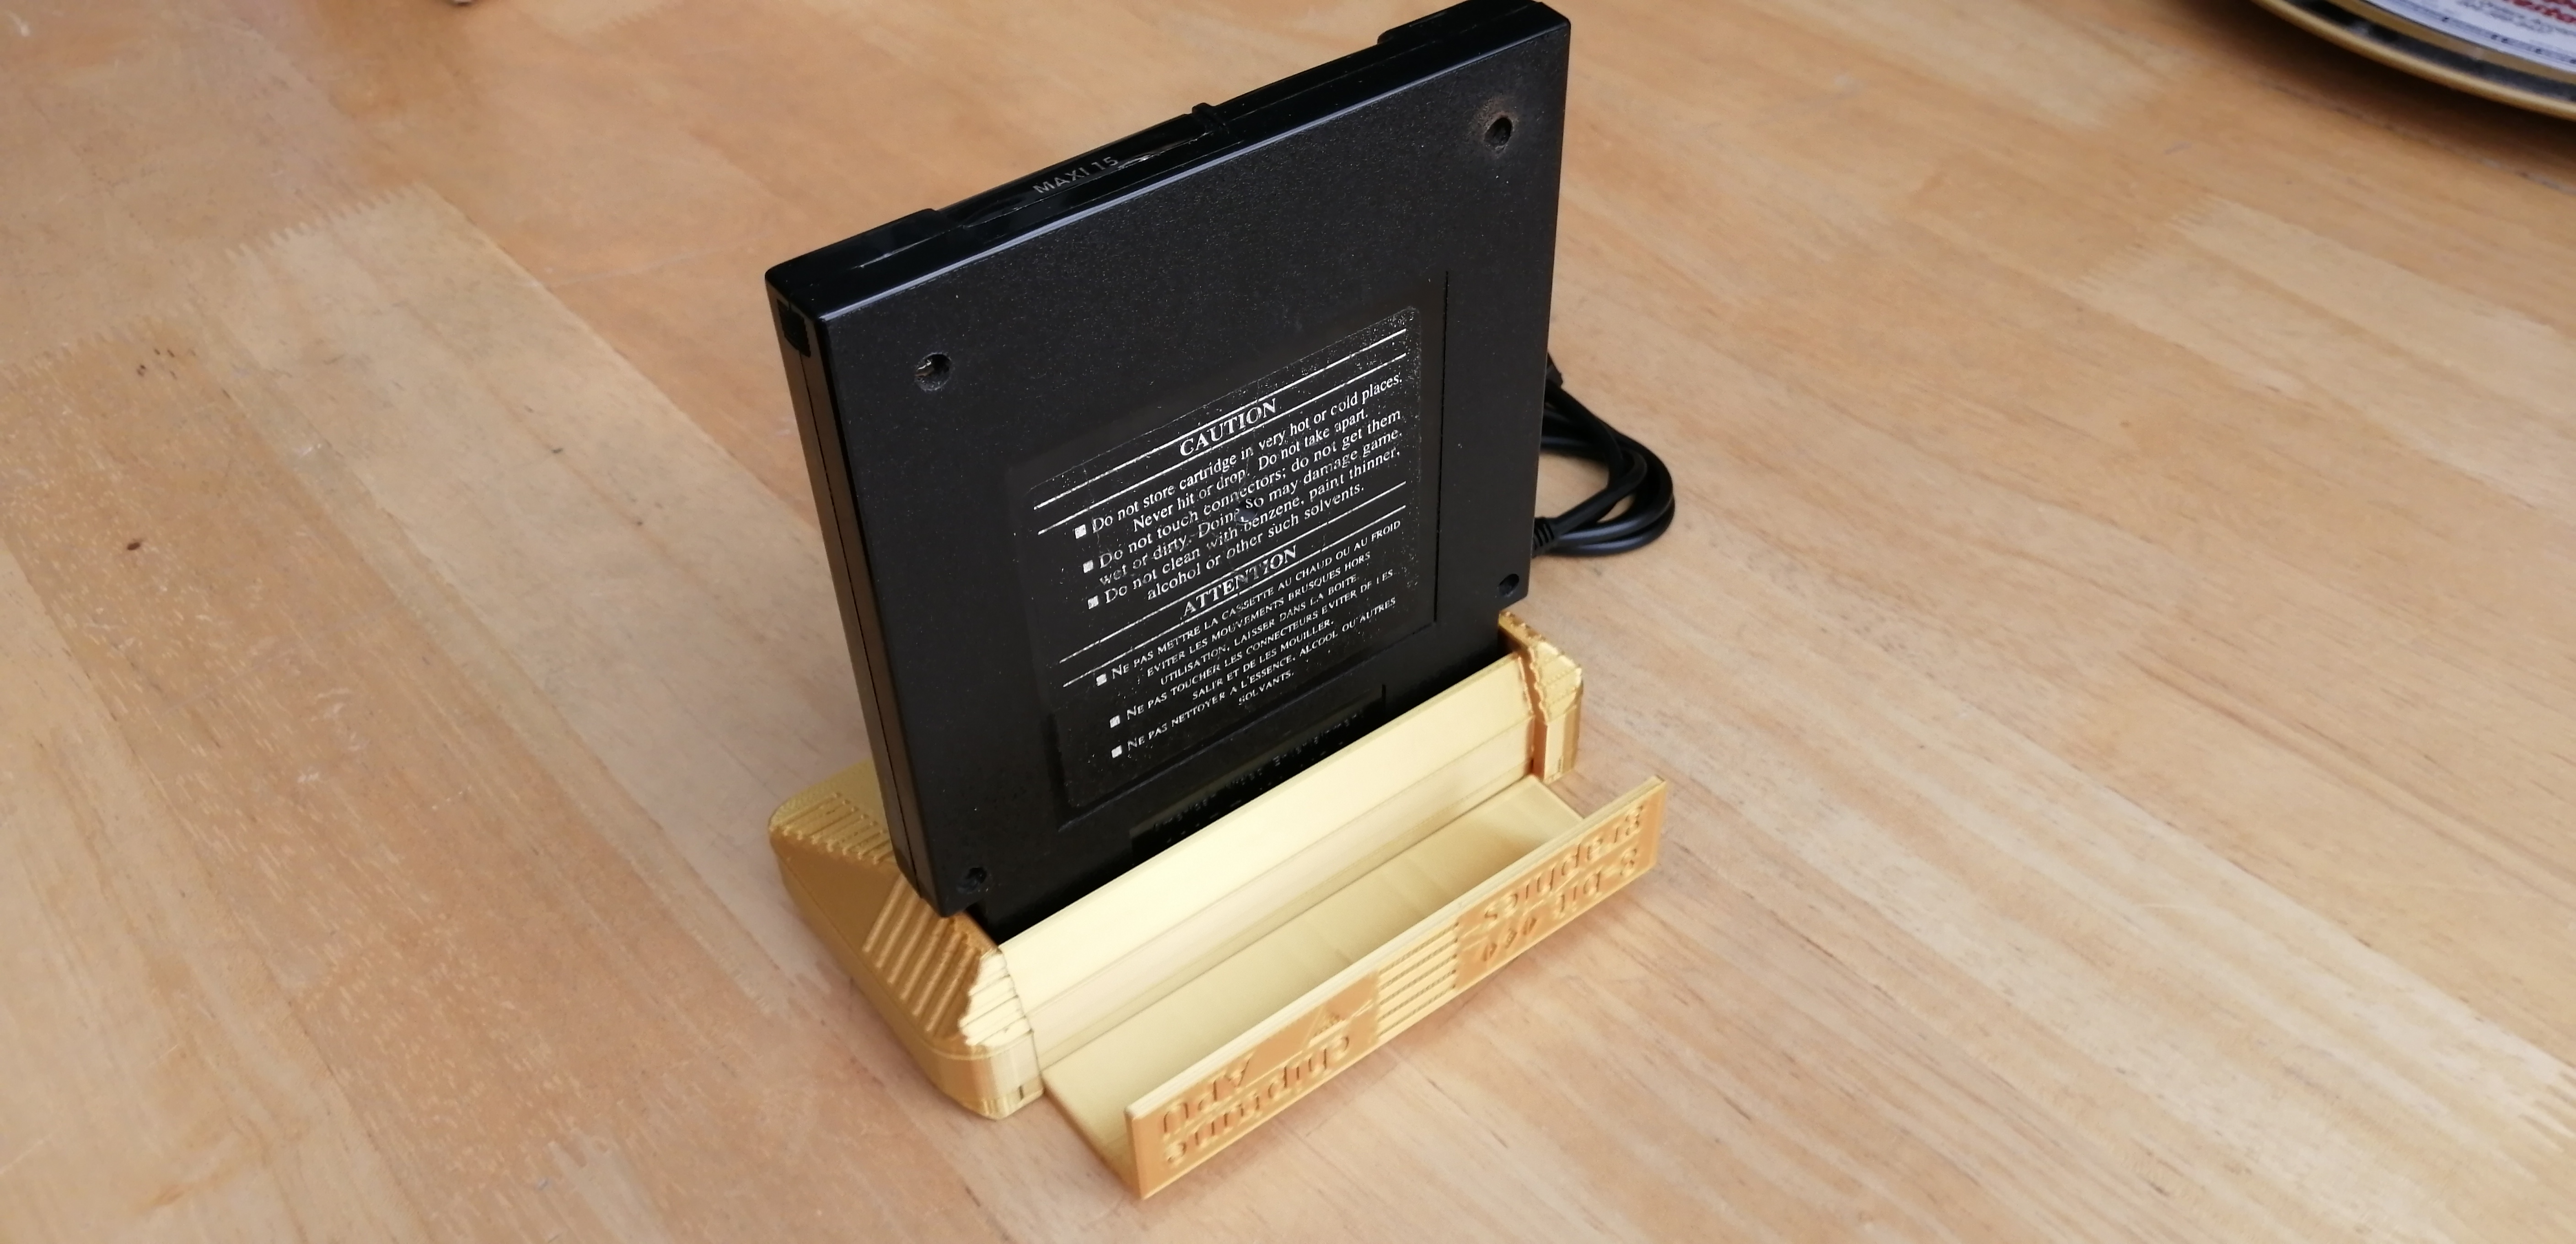 MAXI 15
CAUTION
■ Do not store cartridge in very hot or cold places.
Never hit or drop. Do not take apart.
■ Do not touch connectors; do not get them
wet or dirty. Doing so may damage game.
■ Do not clean with benzene, paint thinner,
alcohol or other such solvents.
ATTENTION
■ NE PAS METTRE LA CASSETTE AU CHAUD OU AU FROID
EVITER LES MOUVEMENTS BRUSQUES HORS
UTILISATION, LAISSER DANS LA BOITE.
■ NE PAS TOUCHER LES CONNECTEURS EVITER DE LES
SALIR ET DE LES MOUILLER.
■ NE PAS NETTOYER A L'ESSENCE, ALCOOL OU AUTRES
SOLVANTS.
8-bit
Graphics
Chiptune